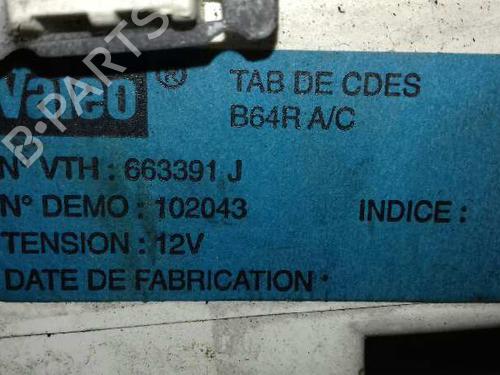 Valeo ® TAB DE CDES
B64R A/C
N° VTH : 663391 J
N° DEMO : 102043 INDICE :
TENSION : 12V
DATE DE FABRICATION :
B-PARTS